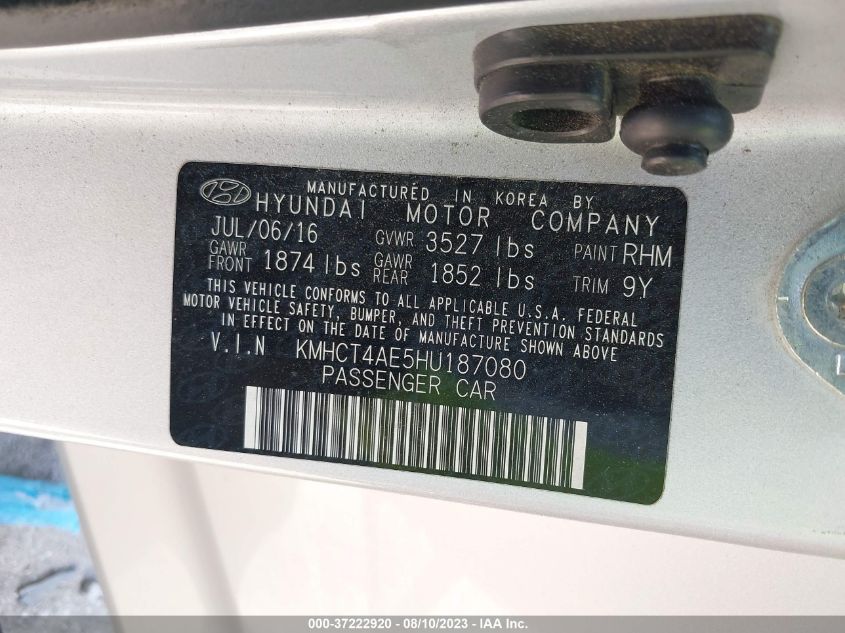 MANUFACTURED IN KOREA BY
HYUNDAI MOTOR COMPANY
JUL/06/16 GVWR 3527 lbs PAINT RHM
GAWR FRONT 1874 lbs GAWR REAR 1852 lbs TRIM 9Y
THIS VEHICLE CONFORMS TO ALL APPLICABLE U.S.A. FEDERAL
MOTOR VEHICLE SAFETY, BUMPER, AND THEFT PREVENTION STANDARDS
IN EFFECT ON THE DATE OF MANUFACTURE SHOWN ABOVE
V.I.N KMHCT4AE5HU187080
PASSENGER CAR
000-37222920 - 08/10/2023 - IAA Inc.